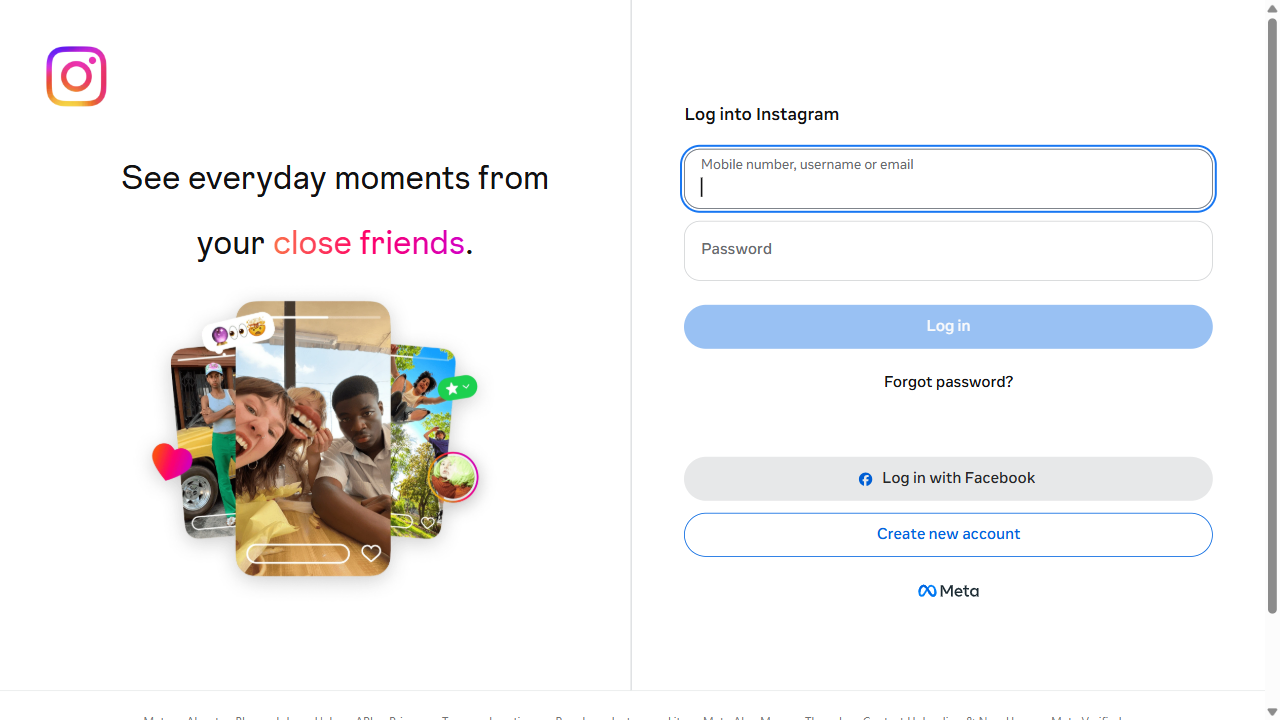 See everyday moments from
your close friends.
Log into Instagram
Mobile number, username or email
Password
Log in
Forgot password?
Log in with Facebook
Create new account
Meta